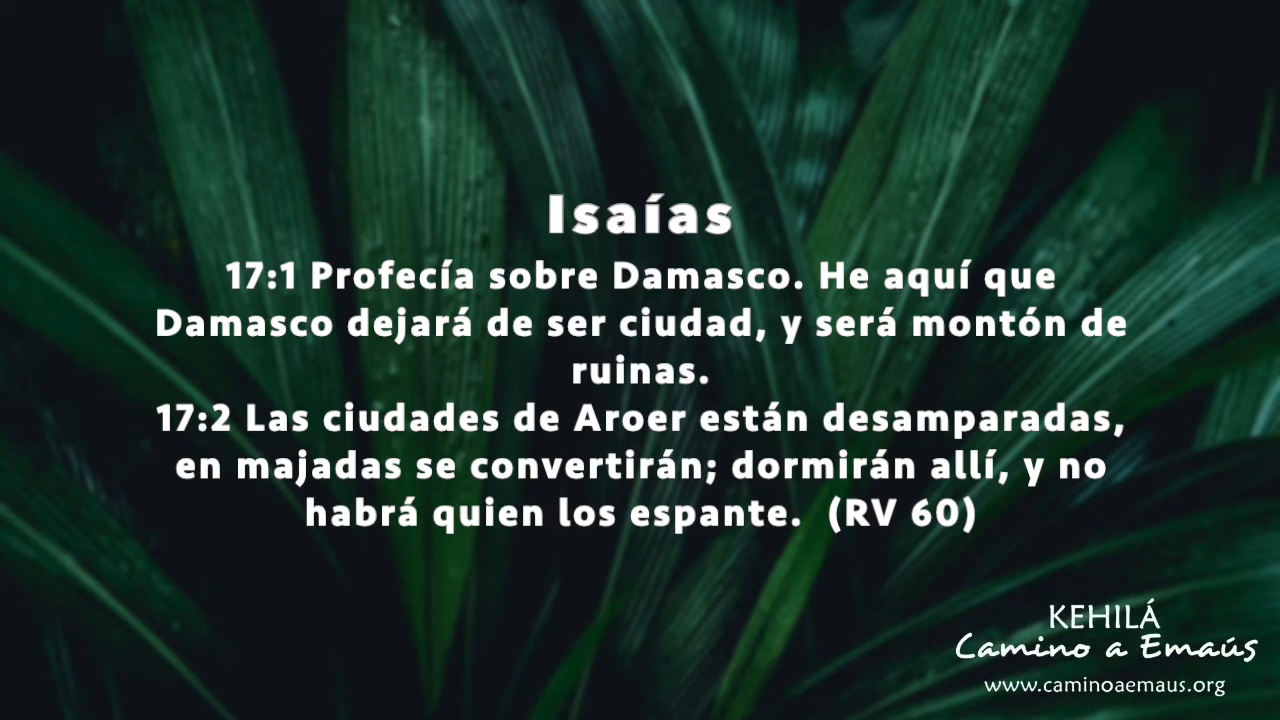 Isaías
17:1 Profecía sobre Damasco. He aquí que
Damasco dejará de ser ciudad, y será montón de
ruinas.
17:2 Las ciudades de Aroer están desamparadas,
en majadas se convertirán; dormirán allí, y no
habrá quien los espante.  (RV 60)
KEHILÁ
Camino a Emaús
www.caminoaemaus.org